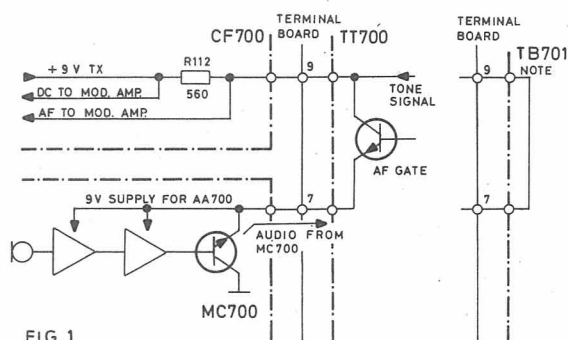 TERMINAL
BOARD
CF700
TT700
TERMINAL
BOARD
TB701
NOTE
+9V TX
R112
560
9
9
DC TO MOD. AMP.
AF TO MOD. AMP.
TONE
SIGNAL
AF GATE
9V SUPPLY FOR AA700
7
7
AUDIO FROM
MC700
MC700
FIG. 1